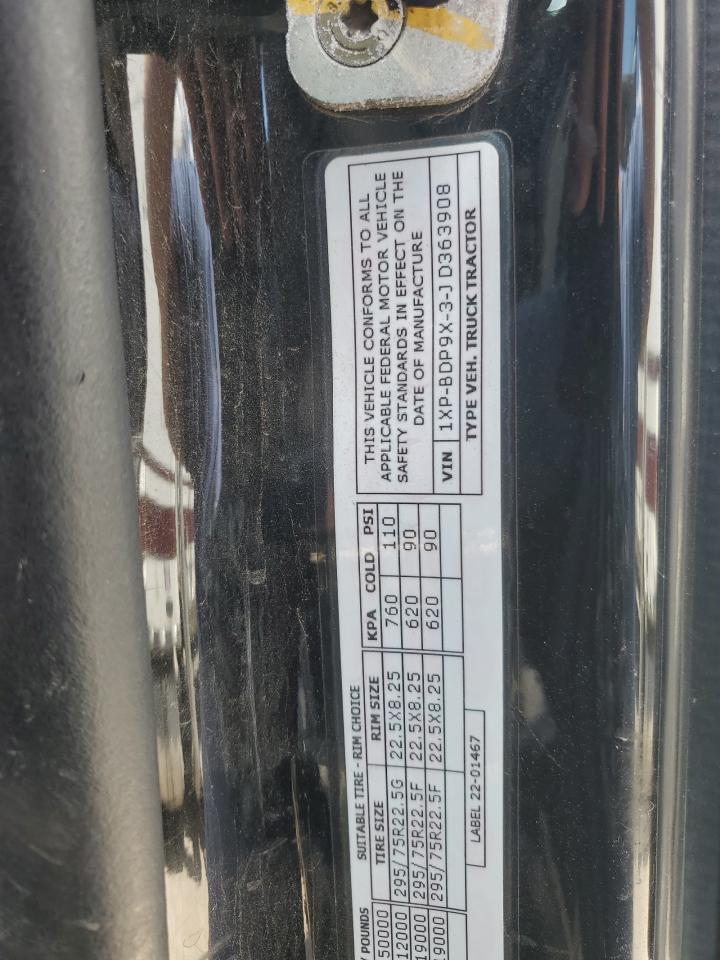 Y POUNDS
50000
12000
19000
19000
SUITABLE TIRE - RIM CHOICE
TIRE SIZE RIM SIZE KPA COLD PSI
295/75R22.5G 22.5X8.25 760 110
295/75R22.5F 22.5X8.25 620 90
295/75R22.5F 22.5X8.25 620 90
LABEL 22-01467
THIS VEHICLE CONFORMS TO ALL
APPLICABLE FEDERAL MOTOR VEHICLE
SAFETY STANDARDS IN EFFECT ON THE
DATE OF MANUFACTURE
VIN 1XP-BDP9X-3-JD363908
TYPE VEH. TRUCK TRACTOR